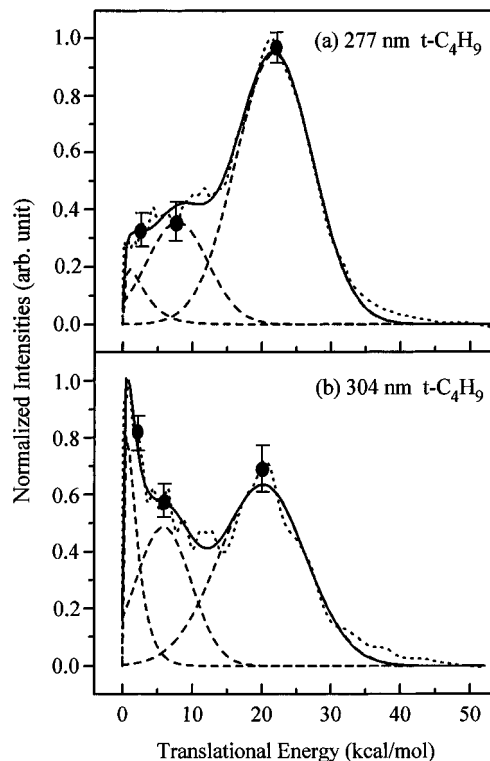 Normalized Intensities (arb. unit)
(a) 277 nm t-C₄H₉
1.0
0.8
0.6
0.4
0.2
0.0
(b) 304 nm t-C₄H₉
1.0
0.8
0.6
0.4
0.2
0.0
0 10 20 30 40 50
Translational Energy (kcal/mol)